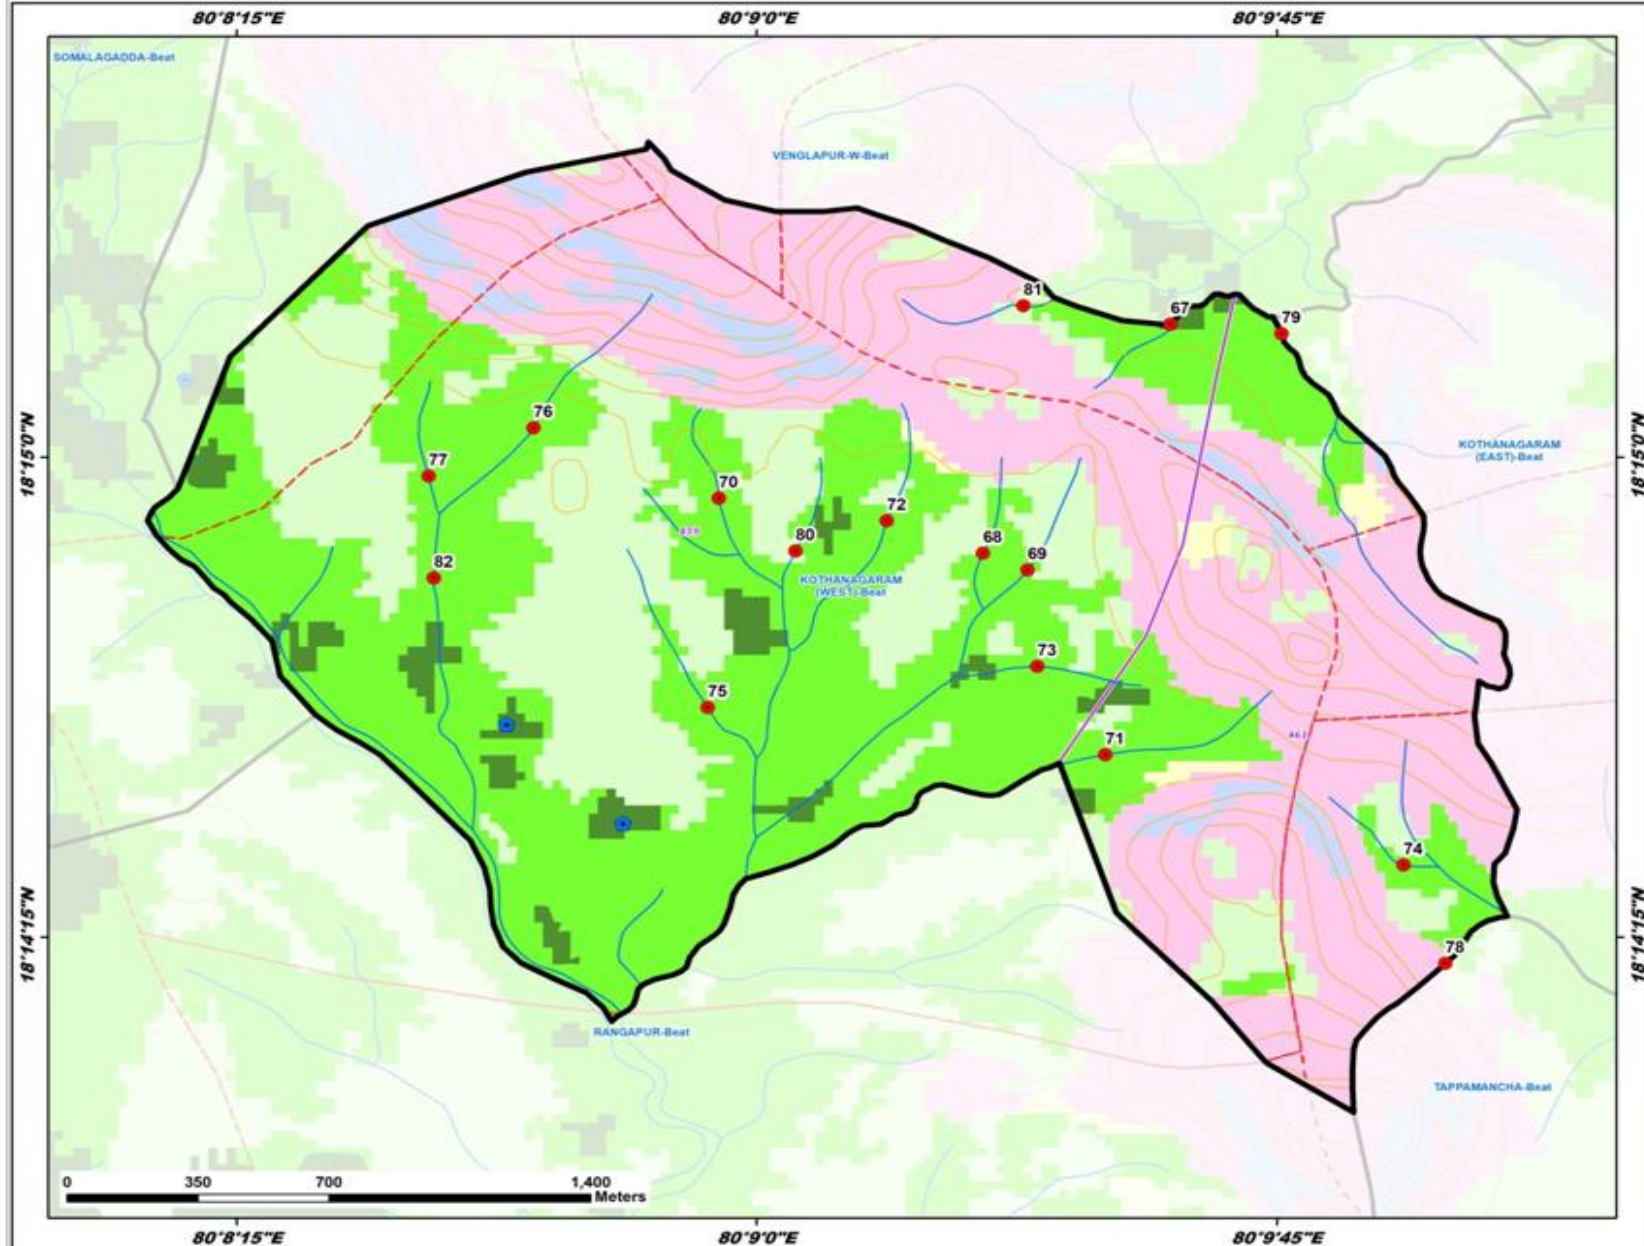 80°8'15"E 80°9'0"E 80°9'45"E
SOMALAGADDA-Beat
VENGLAPUR-W-Beat
81
67
79
76
18°15'0"N
18°15'0"N
KOTHANAGARAM
(EAST)-Beat
77
70
72
459
80
68
69
82
KOTHANAGARAM
(WEST)-Beat
73
75
71
461
74
18°14'15"N
18°14'15"N
78
RANGAPUR-Beat
TAPPAMANCHA-Beat
0 350 700 1,400
Meters
80°8'15"E 80°9'0"E 80°9'45"E